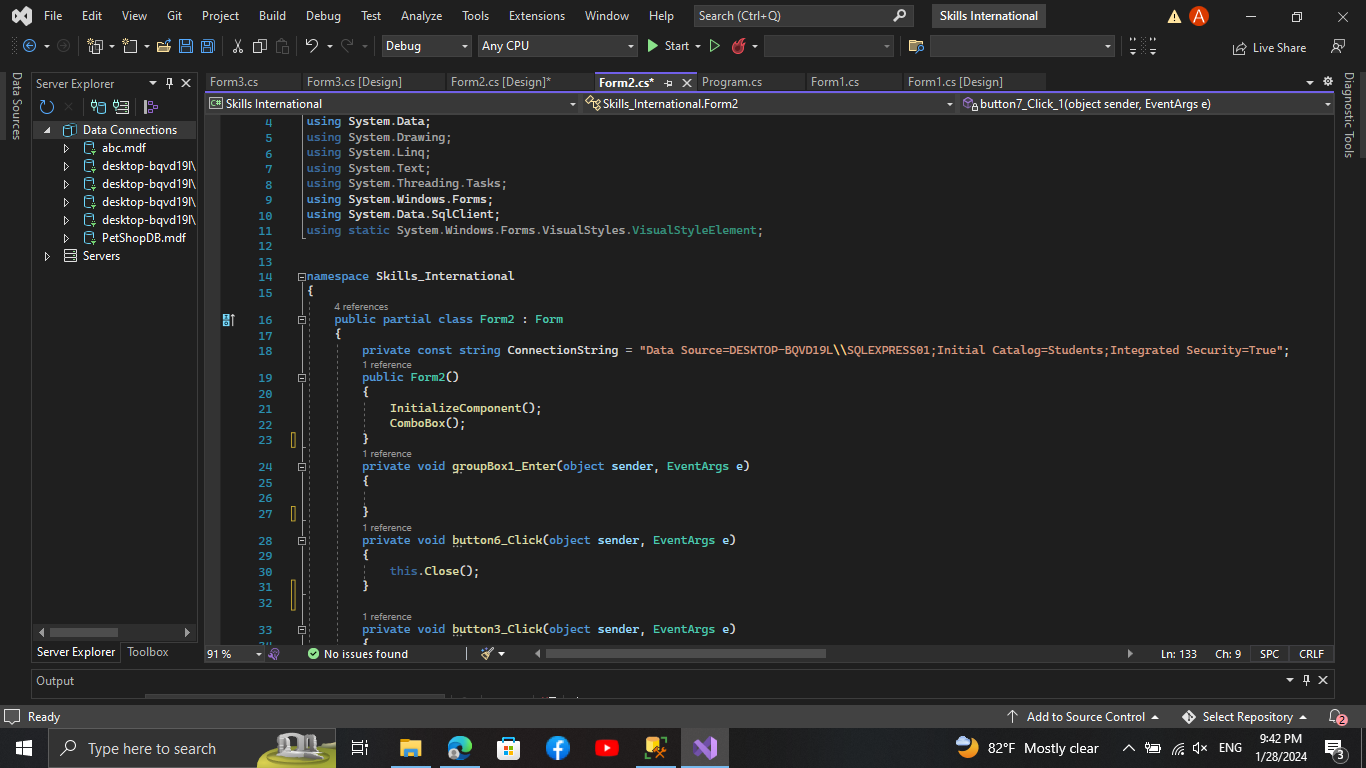 File Edit View Git Project Build Debug Test Analyze Tools Extensions Window Help Search (Ctrl+Q) Skills International
A
Debug Any CPU Start Live Share
Data Sources
Server Explorer
Data Connections
abc.mdf
desktop-bqvd19l\
desktop-bqvd19l\
desktop-bqvd19l\
desktop-bqvd19l\
PetShopDB.mdf
Servers
Server Explorer Toolbox
Form3.cs Form3.cs [Design] Form2.cs [Design]* Form2.cs* Program.cs Form1.cs Form1.cs [Design]
C# Skills International Skills_International.Form2 button7_Click_1(object sender, EventArgs e)
4 using System.Data;
5 using System.Drawing;
6 using System.Linq;
7 using System.Text;
8 using System.Threading.Tasks;
9 using System.Windows.Forms;
10 using System.Data.SqlClient;
11 using static System.Windows.Forms.VisualStyles.VisualStyleElement;
12
13
14 namespace Skills_International
15 {
4 references
16 public partial class Form2 : Form
17 {
18 private const string ConnectionString = "Data Source=DESKTOP-BQVD19L\\SQLEXPRESS01;Initial Catalog=Students;Integrated Security=True";
1 reference
19 public Form2()
20 {
21 InitializeComponent();
22 ComboBox();
23 }
1 reference
24 private void groupBox1_Enter(object sender, EventArgs e)
25 {
26
27 }
1 reference
28 private void button6_Click(object sender, EventArgs e)
29 {
30 this.Close();
31 }
32
1 reference
33 private void button3_Click(object sender, EventArgs e)
{
91 % No issues found Ln: 133 Ch: 9 SPC CRLF
Diagnostic Tools
Output
Ready Add to Source Control Select Repository 2
Type here to search 82°F Mostly clear ENG 9:42 PM
1/28/2024 3